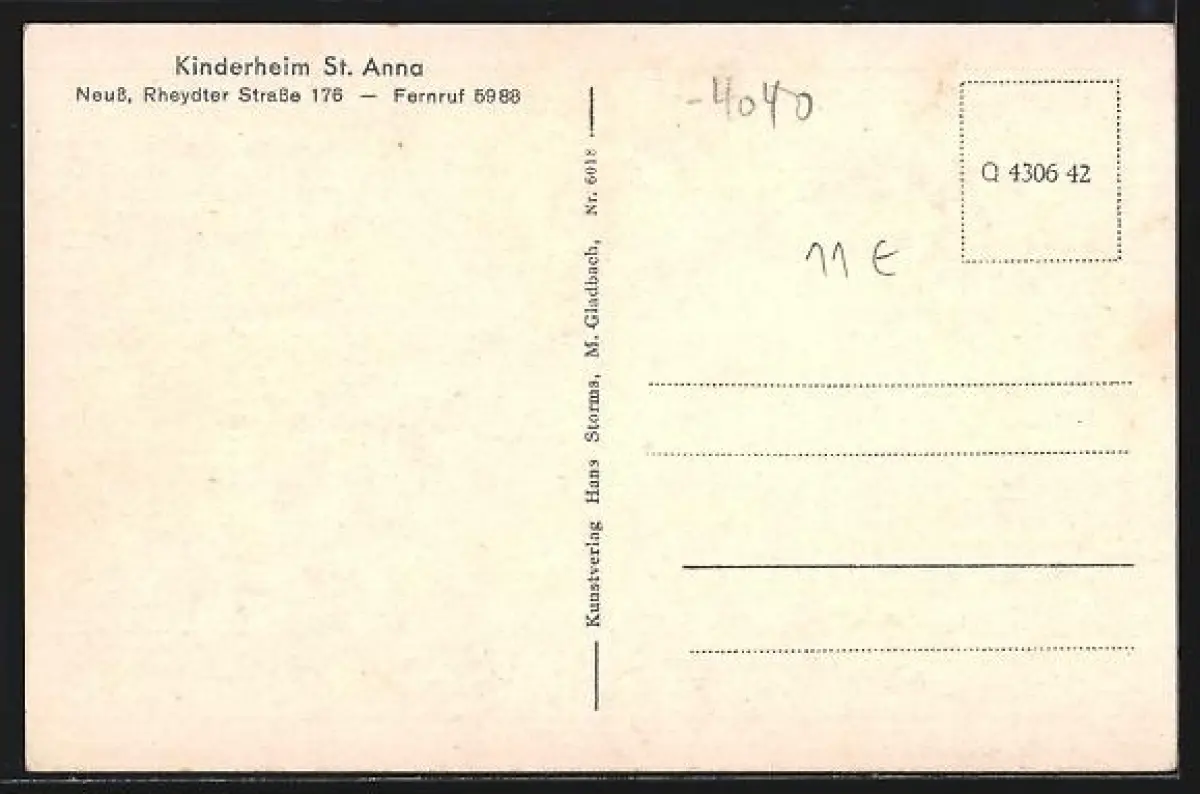 Kinderheim St. Anna
Neuß, Rheydter Straße 176 — Fernruf 5988
Kunstverlag Hans Storms, M.-Gladbach, Nr. 6018
-4040
Q 4306 42
11 €